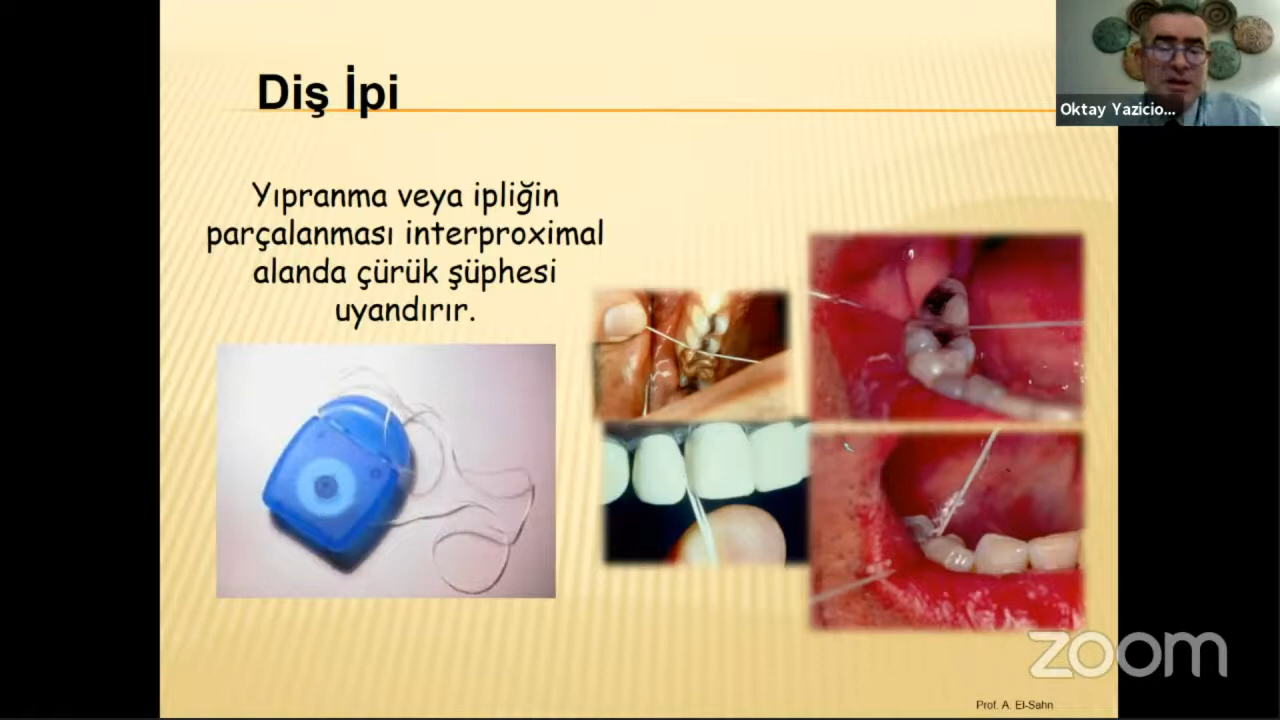 Diş İpi
Oktay Yazicio...
Yıpranma veya ipliğin
parçalanması interproximal
alanda çürük şüphesi
uyandırır.
zoom
Prof. A. El-Sahn